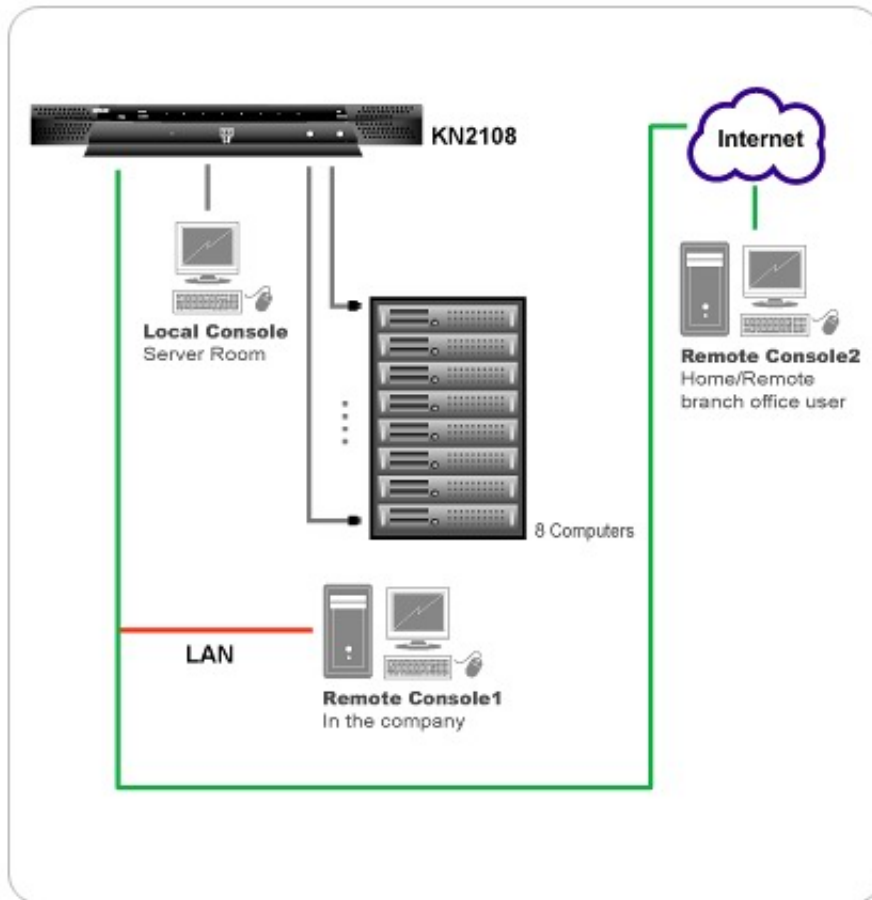 KN2108
Internet
Local Console
Server Room
Remote Console2
Home/Remote
branch office user
8 Computers
LAN
Remote Console1
In the company